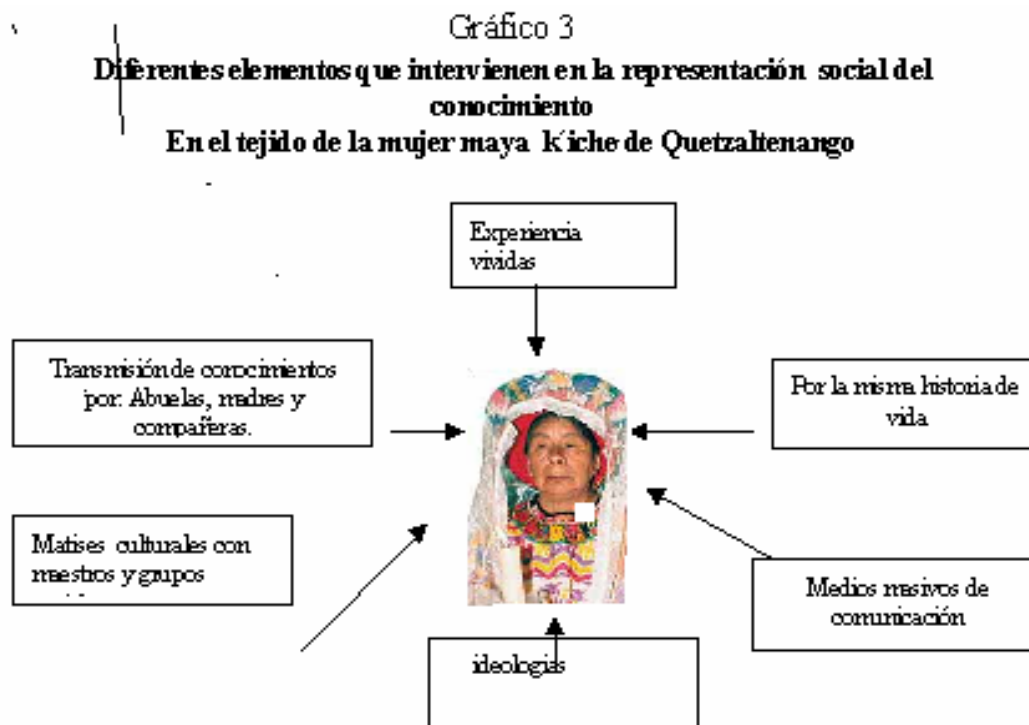 Gráfico 3
Diferentes elementos que intervienen en la representación social del
conocimiento
En el tejido de la mujer maya k´iche de Quetzaltenango
Experiencia
vividas
Transmisión de conocimientos
por: Abuelas, madres y
compañeras.
Por la misma historia de
vida
Matises culturales con
maestros y grupos
Medios masivos de
comunicación
ideologías